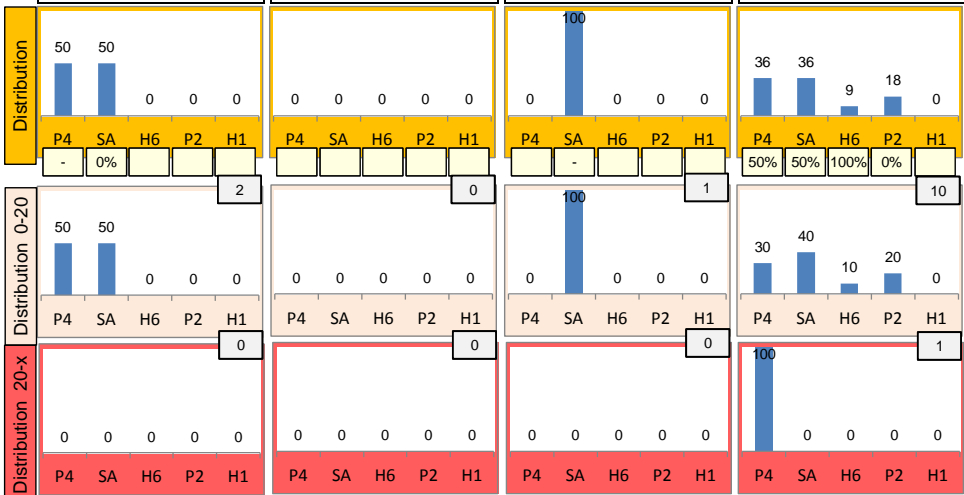 Distribution
50 50 0 0 0
P4 SA H6 P2 H1
0 0 0 0 0
P4 SA H6 P2 H1
0 100 0 0 0
P4 SA H6 P2 H1
36 36 9 18 0
P4 SA H6 P2 H1
- 0%
-
50% 50% 100% 0%
Distribution 0-20
2
50 50 0 0 0
P4 SA H6 P2 H1
0
0 0 0 0 0
P4 SA H6 P2 H1
1
0 100 0 0 0
P4 SA H6 P2 H1
10
30 40 10 20 0
P4 SA H6 P2 H1
Distribution 20-x
0
0 0 0 0 0
P4 SA H6 P2 H1
0
0 0 0 0 0
P4 SA H6 P2 H1
0
0 0 0 0 0
P4 SA H6 P2 H1
1
100 0 0 0 0
P4 SA H6 P2 H1